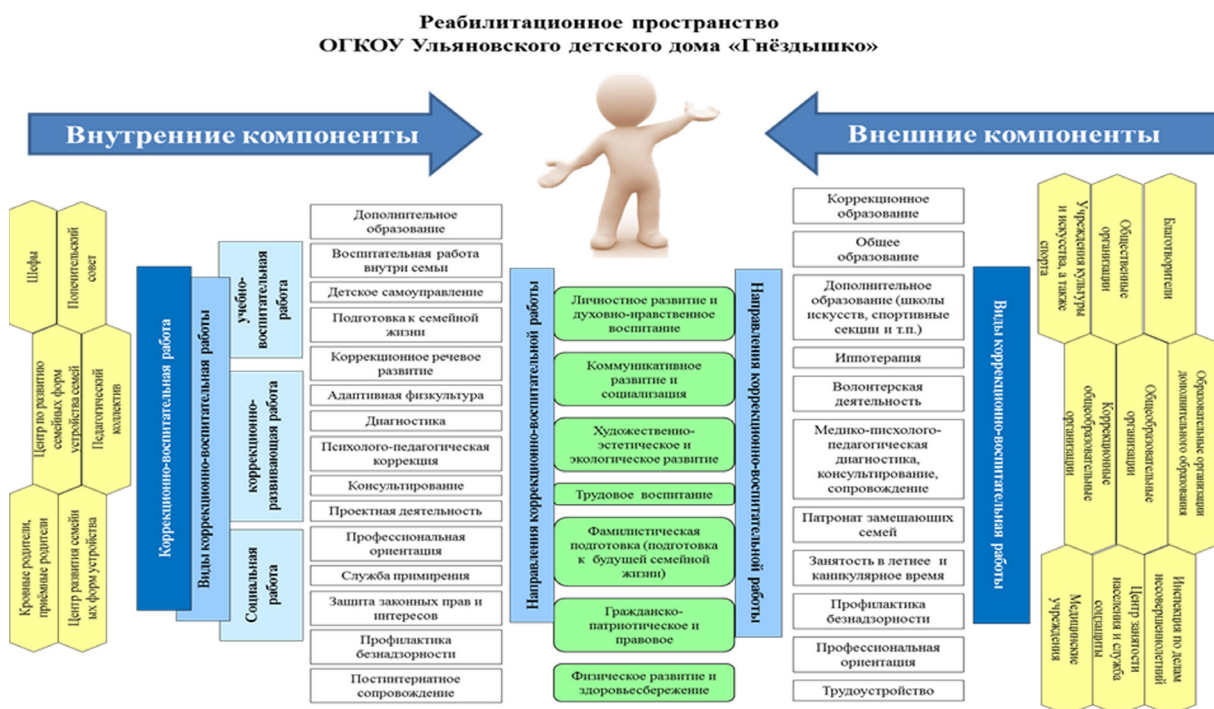 Реабилитационное пространство
ОГКОУ Ульяновского детского дома «Гнёздышко»
Внутренние компоненты
Внешние компоненты
Шефы
Попечительский
совет
Центр по развитию
семейных форм
устройства семей
Педагогический
коллектив
Кровные родители,
приёмные родители
Центр развития семейн
ых форм устройства
Коррекционно-воспитательная работа
Виды коррекционно-воспитательная работы
учебно-
воспитательная
работа
коррекционно-
развивающая работа
Социальная
работа
Дополнительное
образование
Воспитательная работа
внутри семьи
Детское самоуправление
Подготовка к семейной
жизни
Коррекционное речевое
развитие
Адаптивная физкультура
Диагностика
Психолого-педагогическая
коррекция
Консультирование
Проектная деятельность
Профессиональная
ориентация
Служба примирения
Защита законных прав и
интересов
Профилактика
безнадзорности
Постинтернатное
сопровождение
Направления коррекционно-воспитательной работы
Личностное развитие и
духовно-нравственное
воспитание
Коммуникативное
развитие и
социализация
Художественно-
эстетическое и
экологическое развитие
Трудовое воспитание
Фамилистическая
подготовка (подготовка
к будущей семейной
жизни)
Гражданско-
патриотическое и
правовое
Физическое развитие и
здоровьесбережение
Направления коррекционно-воспитательной работы
Коррекционное
образование
Общее
образование
Дополнительное
образование (школы
искусств, спортивные
секции и т.п.)
Иппотерапия
Волонтерская
деятельность
Медико-писхолого-
педагогическая
диагностика,
консультирование,
сопровождение
Патронат замещающих
семей
Занятость в летнее и
каникулярное время
Профилактика
безнадзорности
Профессиональная
ориентация
Трудоустройство
Виды коррекционно-воспитательной работы
Учреждения культуры
и искусства, а также
спорта
Общественные
организации
Благотворители
Коррекционные
общеобразовательные
организации
Общеобразовательные
организации
Образовательные организации
дополнительного образования
Медицинские
учреждения
Центр занятости
населения и служба
соцзащиты
Инспекция по делам
несовершеннолетний